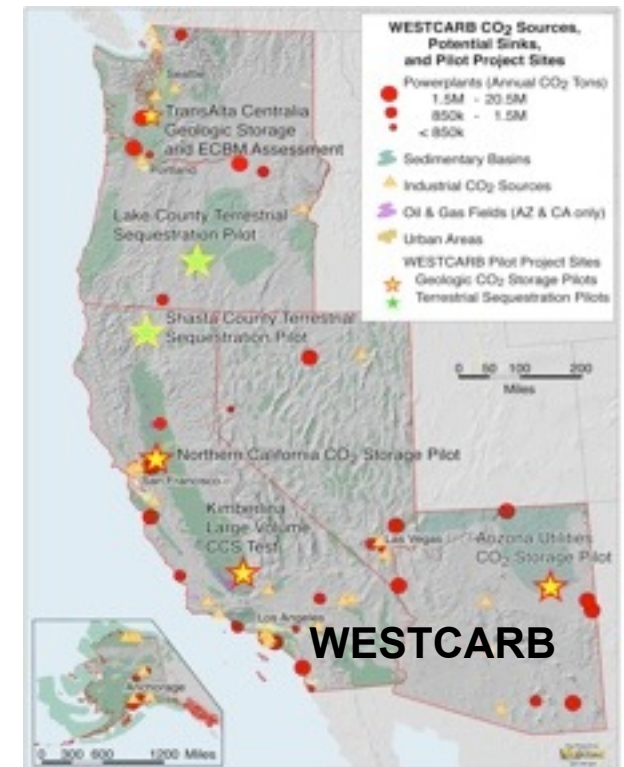 WESTCARB CO2 Sources,
Potential Sinks,
and Pilot Project Sites
Powerplants (Annual CO2 Tons)
1.5M - 20.5M
850k - 1.5M
< 850k
Sedimentary Basins
Industrial CO2 Sources
Oil & Gas Fields (AZ & CA only)
Urban Areas
WESTCARB Pilot Project Sites
Geologic CO2 Storage Pilots
Terrestrial Sequestration Pilots
0 50 100 200
Miles
Seattle
TransAlta Centralia
Geologic Storage
and ECBM Assessment
Portland
Lake County Terrestrial
Sequestration Pilot
Shasta County Terrestrial
Sequestration Pilot
Northern California CO2 Storage Pilot
San Francisco
Kimberlina
Large Volume
CCS Test
Las Vegas
Arizona Utilities
CO2 Storage Pilot
Los Angeles
WESTCARB
Anchorage
0 300 600 1200 Miles